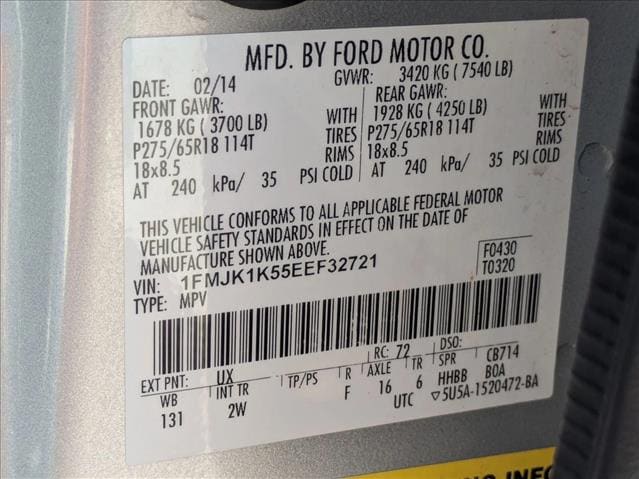 MFD. BY FORD MOTOR CO.
DATE: 02/14 GVWR: 3420 KG ( 7540 LB)
FRONT GAWR: REAR GAWR:
1678 KG ( 3700 LB) WITH 1928 KG ( 4250 LB) WITH
P275/65R18 114T TIRES P275/65R18 114T TIRES
18x8.5 RIMS 18x8.5 RIMS
AT 240 kPa/ 35 PSI COLD AT 240 kPa/ 35 PSI COLD
THIS VEHICLE CONFORMS TO ALL APPLICABLE FEDERAL MOTOR
VEHICLE SAFETY STANDARDS IN EFFECT ON THE DATE OF
MANUFACTURE SHOWN ABOVE.
VIN: 1FMJK1K55EEF32721 F0430
TYPE: MPV T0320
EXT PNT: UX RC: 72 DSO:
WB INT TR TP/PS R AXLE TR SPR CB714
131 2W F 16 6 HHBB BOA
UTC ▽5U5A-1520472-BA
NO INFO